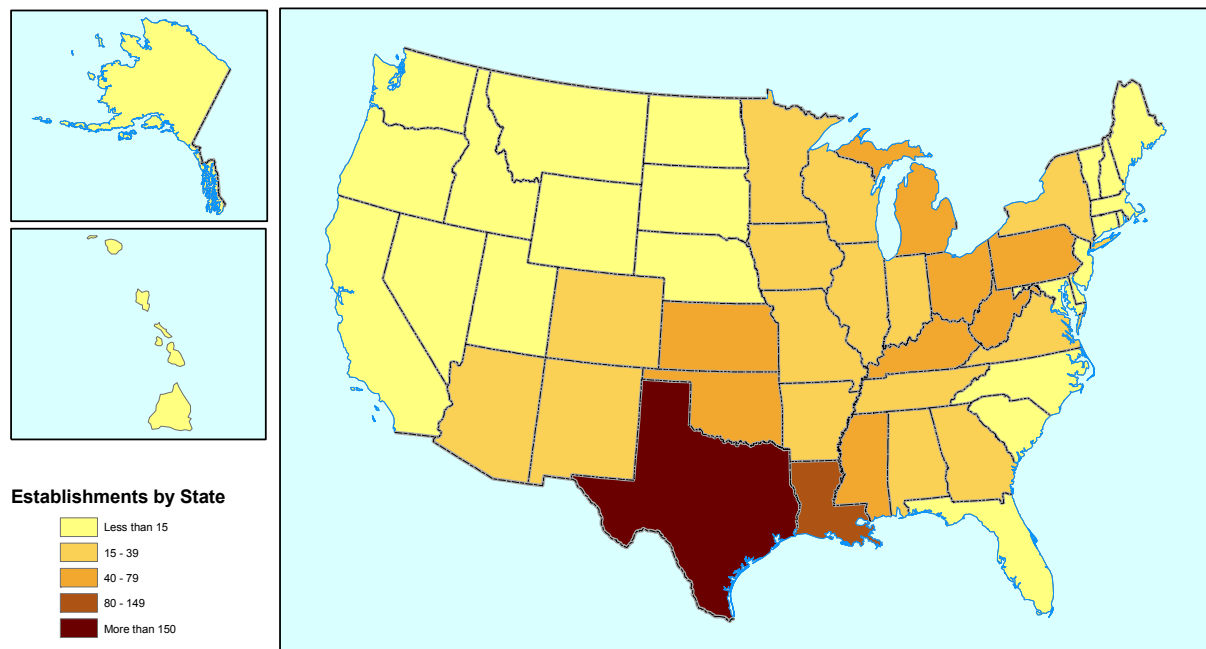 Establishments by State
Less than 15
15 - 39
40 - 79
80 - 149
More than 150